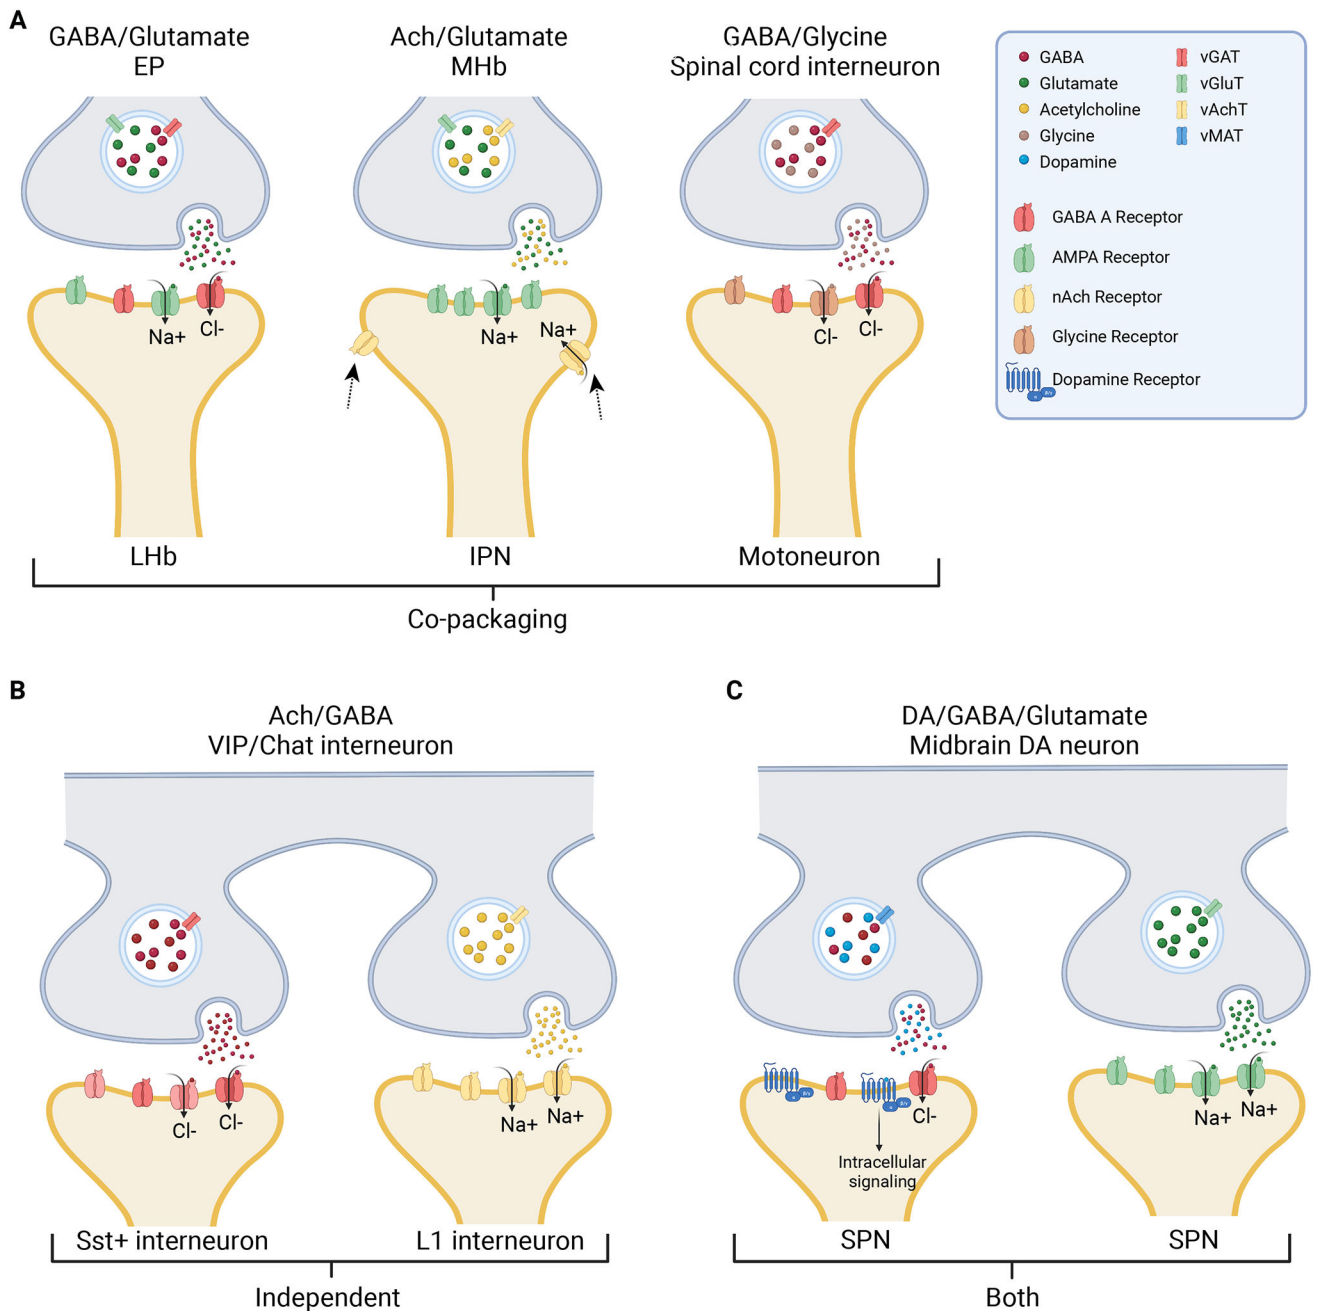 A
GABA/Glutamate
EP
Ach/Glutamate
MHb
GABA/Glycine
Spinal cord interneuron
GABA
Glutamate
Acetylcholine
Glycine
Dopamine
vGAT
vGluT
vAchT
vMAT
GABA A Receptor
AMPA Receptor
nAch Receptor
Glycine Receptor
Dopamine Receptor
α
β/γ
Na+
Cl-
Na+
Na+
Cl-
Cl-
LHb
IPN
Motoneuron
Co-packaging
B
Ach/GABA
VIP/Chat interneuron
Cl-
Cl-
Na+
Na+
Sst+ interneuron
L1 interneuron
Independent
C
DA/GABA/Glutamate
Midbrain DA neuron
α
β/γ
α
β/γ
Cl-
Intracellular
signaling
Na+
Na+
SPN
SPN
Both